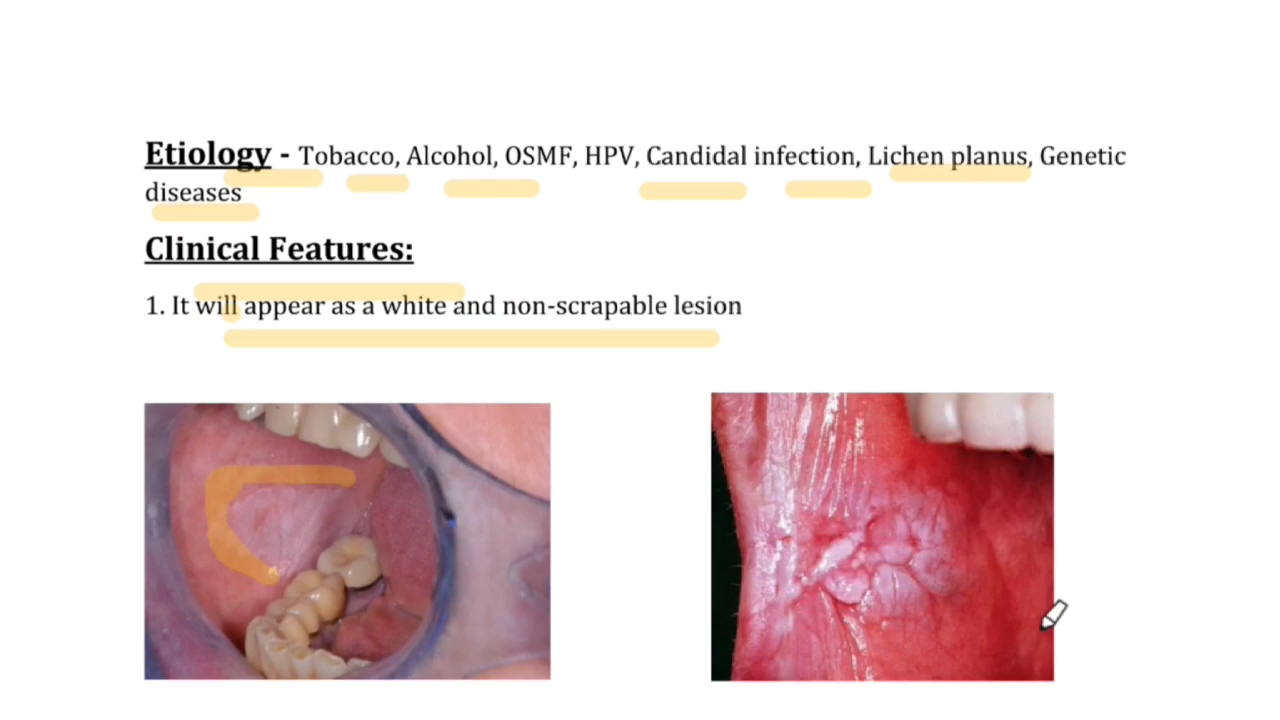 Etiology - Tobacco, Alcohol, OSMF, HPV, Candidal infection, Lichen planus, Genetic
diseases
Clinical Features:
1. It will appear as a white and non-scrapable lesion